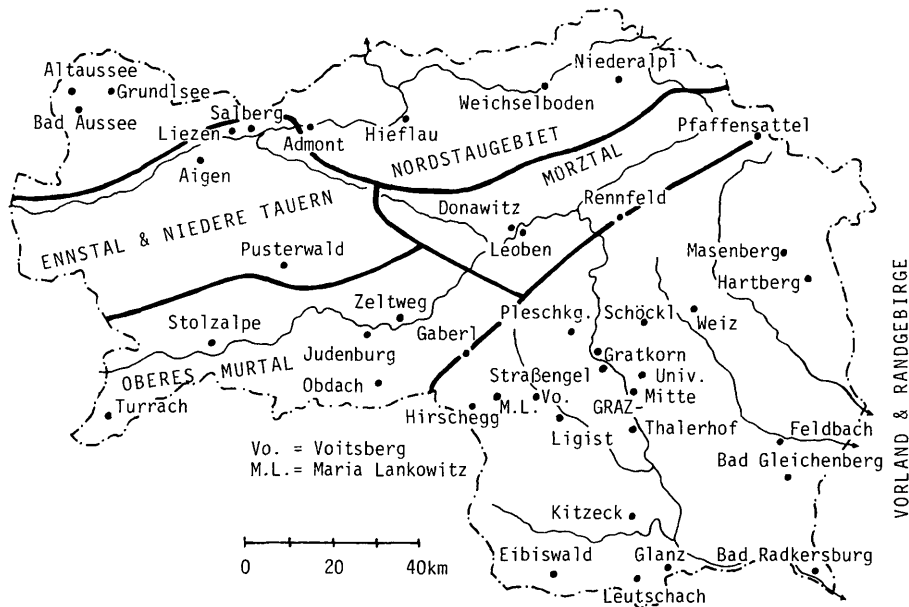 Niederalpl
Altaussee
Grundlsee
Weichselboden
Bad Aussee
Salberg
Liezen
Admont
Hieflau
Pfaffensattel
NORDSTAUGEBIET
MÖRZTAL
Aigen
Rennfeld
ENNSTAL & NIEDERE TAUERN
Donawitz
Leoben
Pusterwald
Masenberg
Hartberg
Zeltweg
Pleschkg.
Schöckl
Weiz
Stolzalpe
Gaberl
Judenburg
Gratkorn
OBERES MURTAL
Obdach
Straßengel
Univ.
Turrach
M.L.
Vo.
GRAZ-
Mitte
Hirschegg
Ligist
Thalerhof
Feldbach
Vo. = Voitsberg
M.L.= Maria Lankowitz
Bad Gleichenberg
VORLAND & RANDGEBIRGE
Kitzeck
Eibiswald
Glanz
Bad Radkersburg
Leutschach
0 20 40km